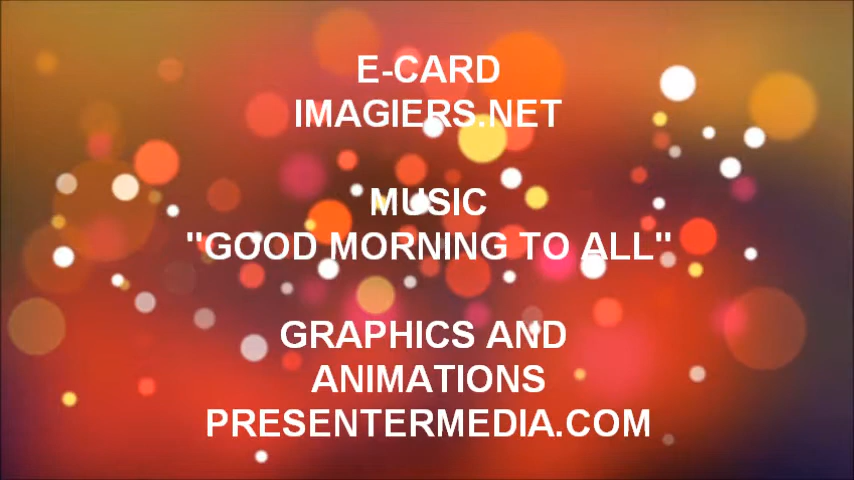 E-CARD
IMAGIERS.NET
MUSIC
"GOOD MORNING TO ALL"
GRAPHICS AND
ANIMATIONS
PRESENTERMEDIA.COM